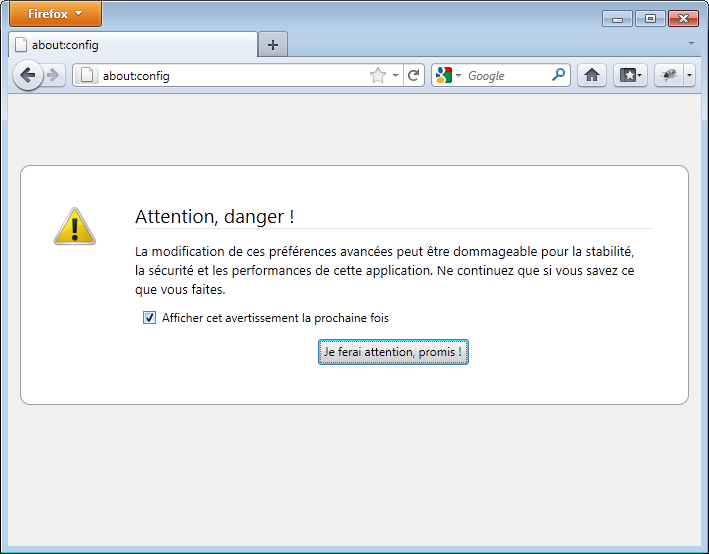 Firefox
about:config
about:config
Google
Attention, danger !
La modification de ces préférences avancées peut être dommageable pour la stabilité,
la sécurité et les performances de cette application. Ne continuez que si vous savez ce
que vous faites.
Afficher cet avertissement la prochaine fois
Je ferai attention, promis !